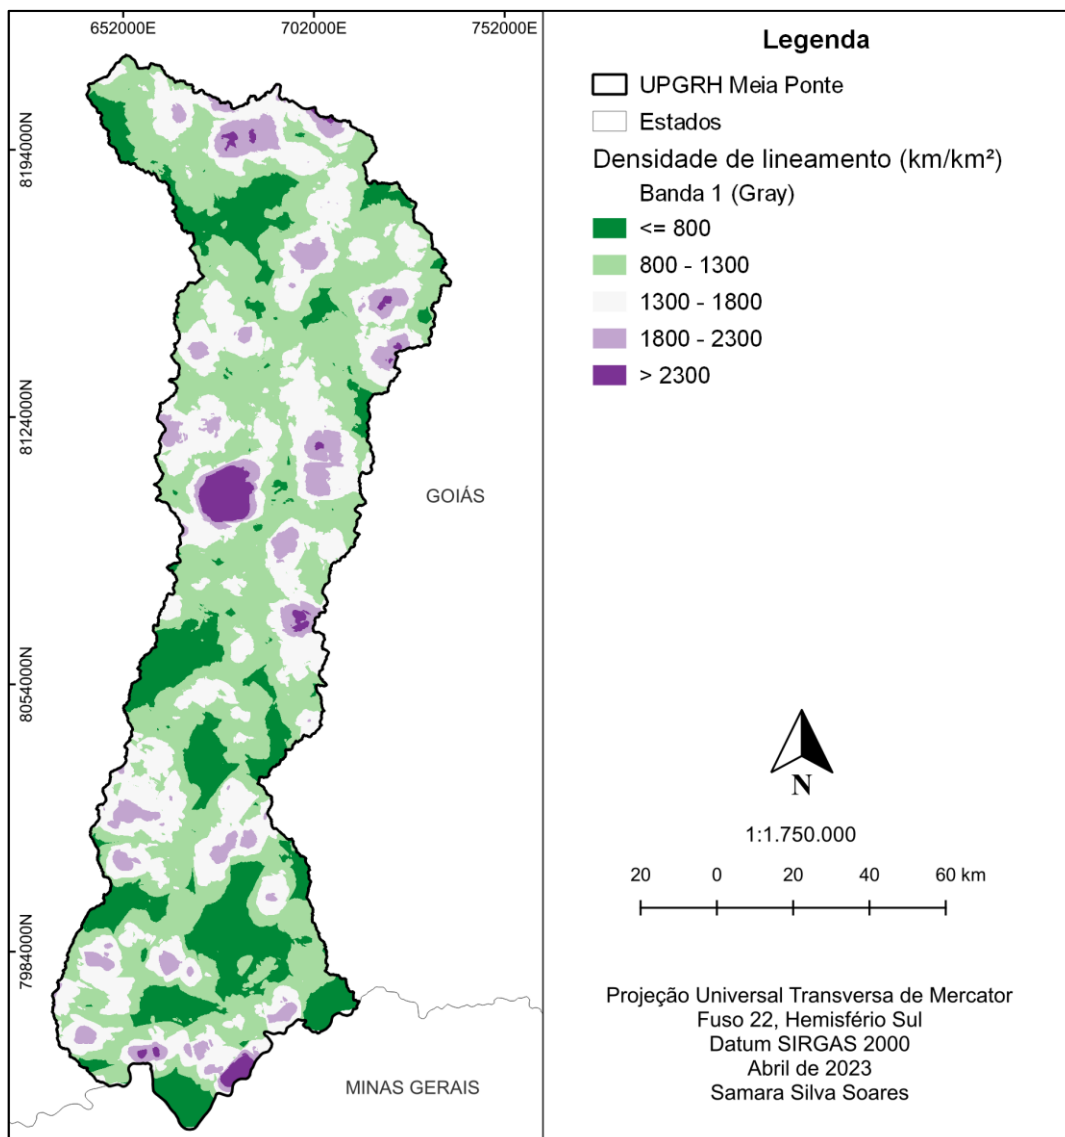 652000E
702000E
752000E
8194000N
8124000N
8054000N
7984000N
GOIÁS
MINAS GERAIS
Legenda
UPGRH Meia Ponte
Estados
Densidade de lineamento (km/km²)
Banda 1 (Gray)
<= 800
800 - 1300
1300 - 1800
1800 - 2300
> 2300
N
1:1.750.000
20 0 20 40 60 km
Projeção Universal Transversa de Mercator
Fuso 22, Hemisfério Sul
Datum SIRGAS 2000
Abril de 2023
Samara Silva Soares